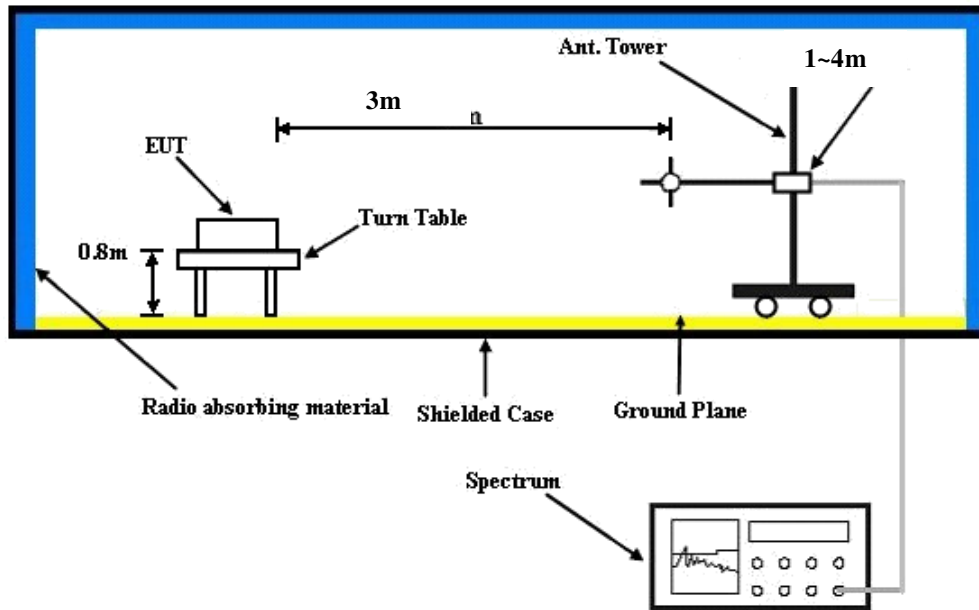 Ant. Tower
1~4m
3m
n
EUT
Turn Table
0.8m
Radio absorbing material
Shielded Case
Ground Plane
Spectrum